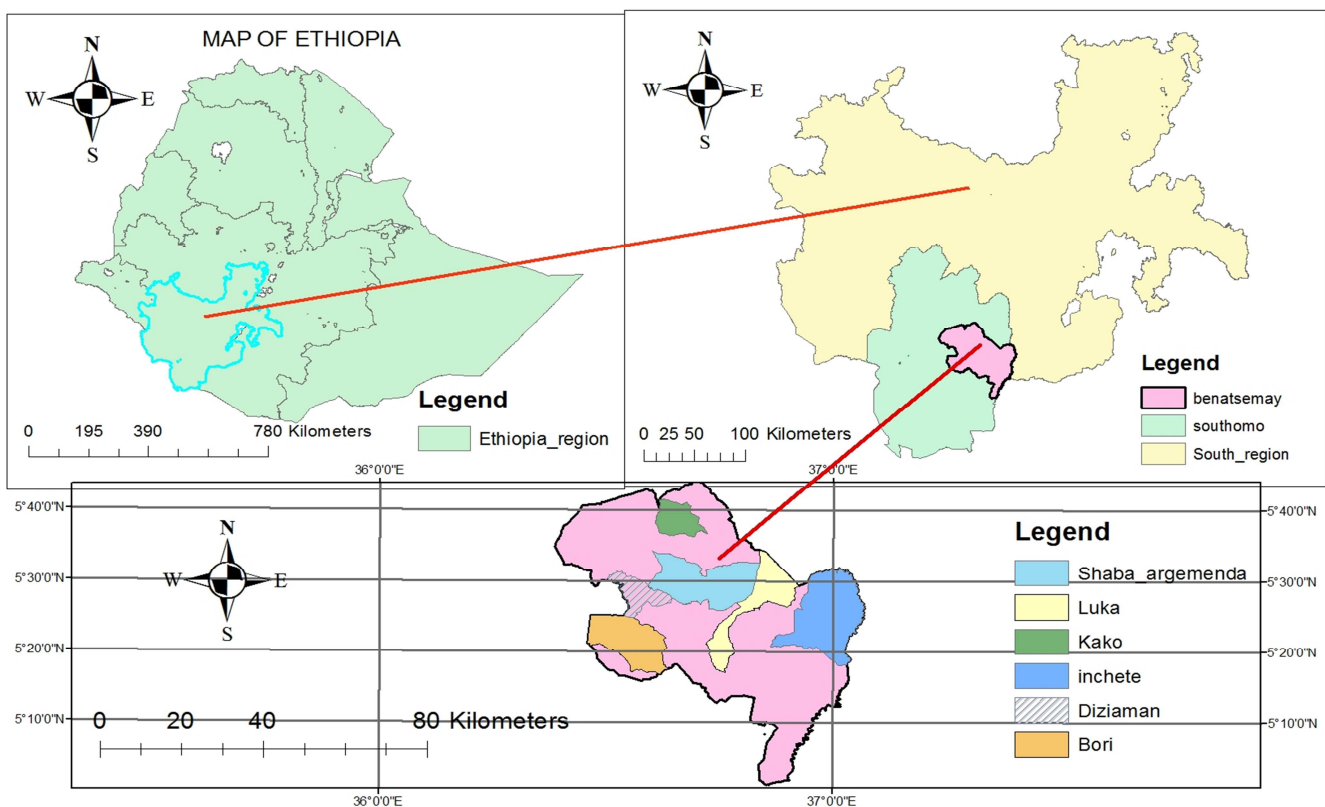 MAP OF ETHIOPIA
N
W E
S
Legend
Ethiopia_region
0 195 390 780 Kilometers
N
W E
S
Legend
benatsemay
southomo
South_region
0 25 50 100 Kilometers
36°0'0"E 37°0'0"E
5°40'0"N 5°40'0"N
5°30'0"N 5°30'0"N
5°20'0"N 5°20'0"N
5°10'0"N 5°10'0"N
N
W E
S
Legend
Shaba_argemenda
Luka
Kako
inchete
Diziaman
Bori
0 20 40 80 Kilometers
36°0'0"E 37°0'0"E